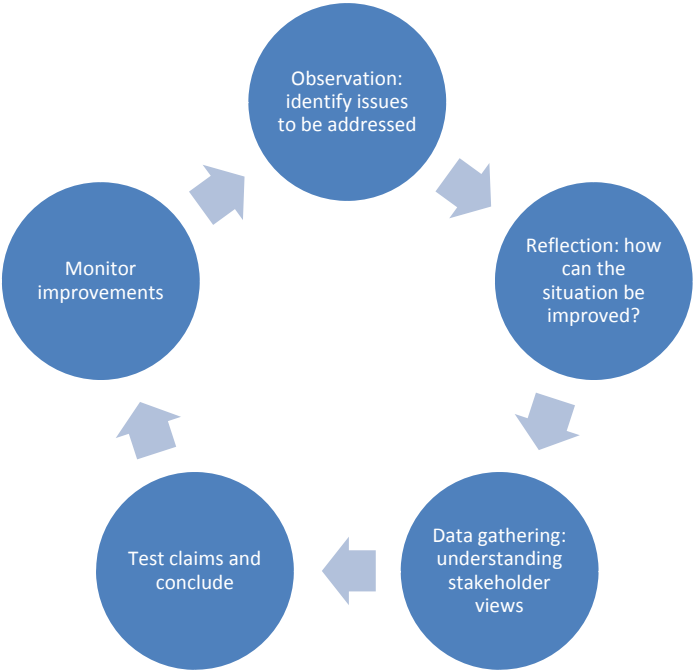 Observation:
identify issues
to be addressed
Reflection: how
can the
situation be
improved?
Data gathering:
understanding
stakeholder
views
Test claims and
conclude
Monitor
improvements